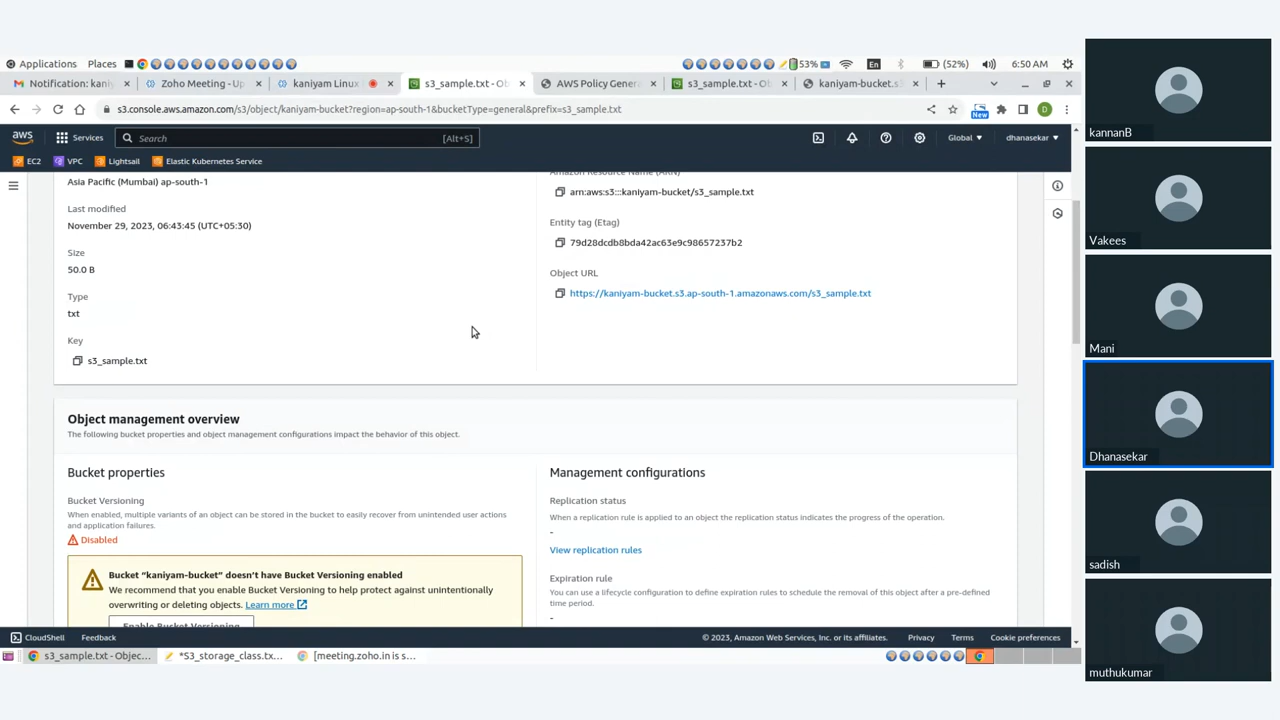 Applications Places 53% En (52%) 6:50 AM
Notification: kaniy Zoho Meeting - Up kaniyam Linux s3_sample.txt - Ob AWS Policy Gener s3_sample.txt - Ob kaniyam-bucket.s3
s3.console.aws.amazon.com/s3/object/kaniyam-bucket?region=ap-south-1&bucketType=general&prefix=s3_sample.txt
New
D
aws Services Search [Alt+S] Global dhanasekar
EC2 VPC Lightsail Elastic Kubernetes Service
Asia Pacific (Mumbai) ap-south-1
Last modified
November 29, 2023, 06:43:45 (UTC+05:30)
Size
50.0 B
Type
txt
Key
s3_sample.txt
Amazon Resource Name (ARN)
arn:aws:s3:::kaniyam-bucket/s3_sample.txt
Entity tag (Etag)
79d28dcdb8bda42ac63e9c98657237b2
Object URL
https://kaniyam-bucket.s3.ap-south-1.amazonaws.com/s3_sample.txt
Object management overview
The following bucket properties and object management configurations impact the behavior of this object.
Bucket properties
Bucket Versioning
When enabled, multiple variants of an object can be stored in the bucket to easily recover from unintended user actions
and application failures.
Disabled
Bucket “kaniyam-bucket” doesn’t have Bucket Versioning enabled
We recommend that you enable Bucket Versioning to help protect against unintentionally
overwriting or deleting objects. Learn more
Enable Bucket Versioning
Management configurations
Replication status
When a replication rule is applied to an object the replication status indicates the progress of the operation.
-
View replication rules
Expiration rule
You can use a lifecycle configuration to define expiration rules to schedule the removal of this object after a pre-defined
time period.
-
CloudShell Feedback © 2023, Amazon Web Services, Inc. or its affiliates. Privacy Terms Cookie preferences
s3_sample.txt - Objec... *S3_storage_class.tx... [meeting.zoho.in is s...
kannanB
Vakees
Mani
Dhanasekar
sadish
muthukumar